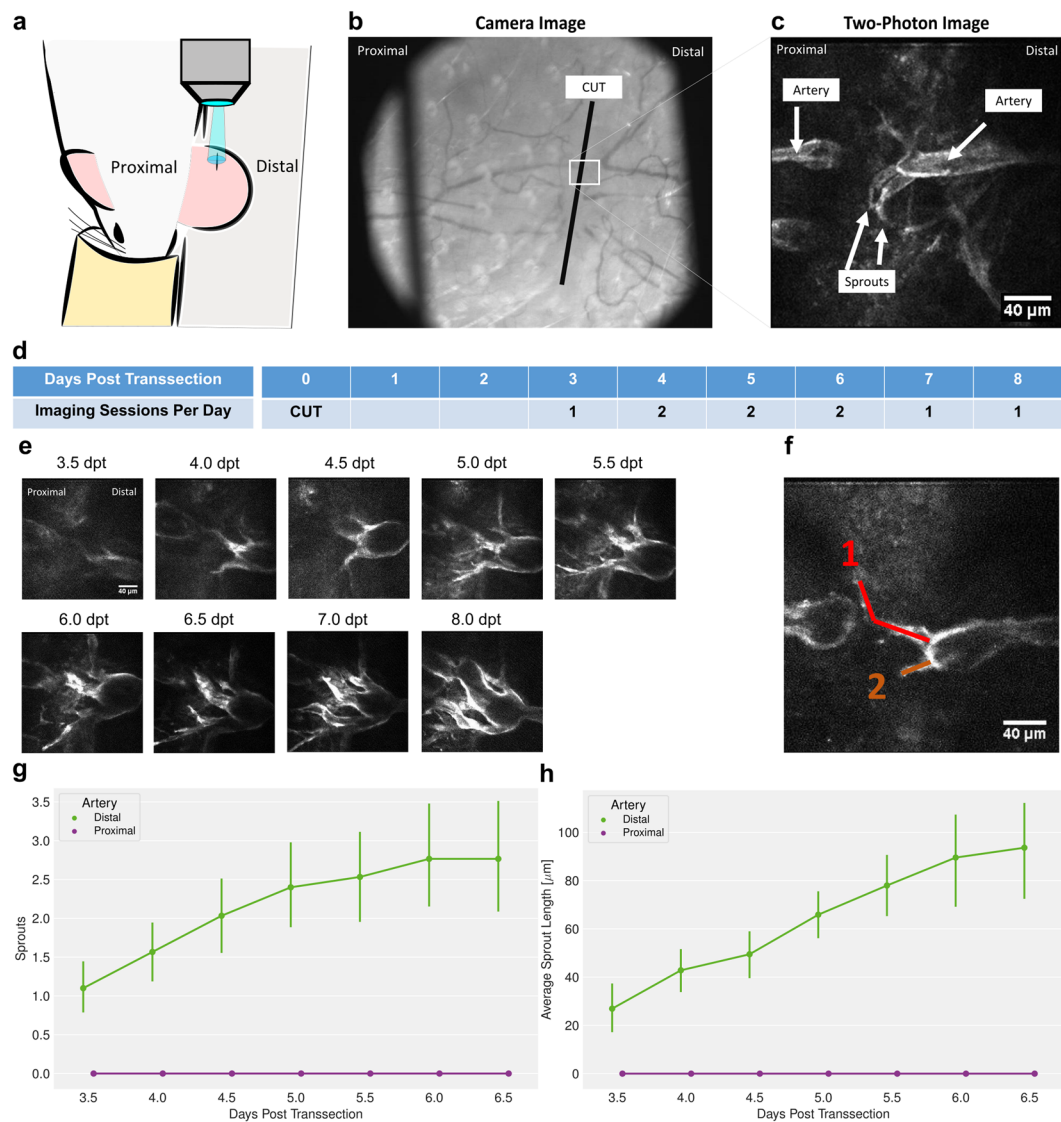 a
Proximal
Distal
b
Camera Image
Proximal
Distal
CUT
c
Two-Photon Image
Proximal
Distal
Artery
Artery
Sprouts
40 µm
d
Days Post Transsection 0 1 2 3 4 5 6 7 8
Imaging Sessions Per Day CUT 1 2 2 2 1 1
e
3.5 dpt 4.0 dpt 4.5 dpt 5.0 dpt 5.5 dpt
Proximal Distal
40 µm
6.0 dpt 6.5 dpt 7.0 dpt 8.0 dpt
f
1
2
40 µm
g
Artery
Distal
Proximal
Sprouts
3.5
3.0
2.5
2.0
1.5
1.0
0.5
0.0
3.5 4.0 4.5 5.0 5.5 6.0 6.5
Days Post Transsection
h
Artery
Distal
Proximal
Average Sprout Length [µm]
100
80
60
40
20
0
3.5 4.0 4.5 5.0 5.5 6.0 6.5
Days Post Transsection